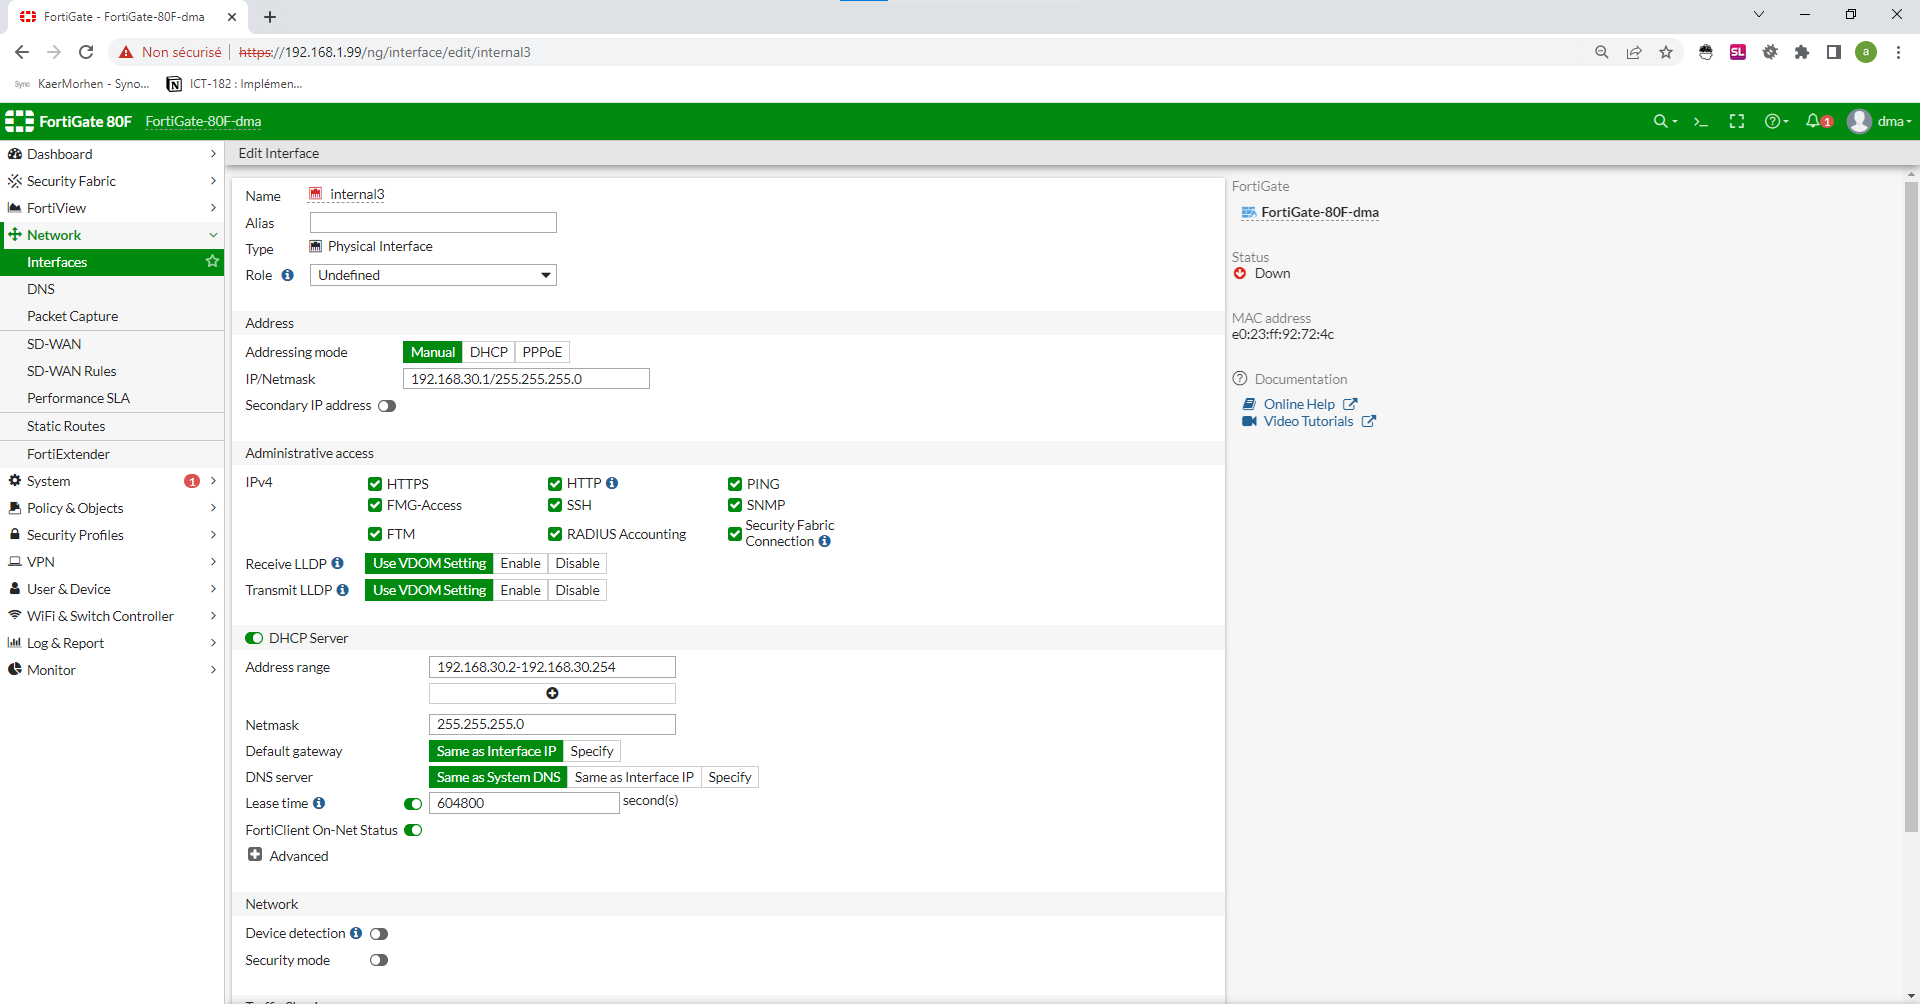 FortiGate - FortiGate-80F-dma
Non sécurisé https://192.168.1.99/ng/interface/edit/internal3
SL
a
Sync KaerMorhen - Syno...
ICT-182 : Implémen...
FortiGate 80F
FortiGate-80F-dma
1
dma
Dashboard
Security Fabric
FortiView
Network
Interfaces
DNS
Packet Capture
SD-WAN
SD-WAN Rules
Performance SLA
Static Routes
FortiExtender
System 1
Policy & Objects
Security Profiles
VPN
User & Device
WiFi & Switch Controller
Log & Report
Monitor
Edit Interface
Name internal3
Alias
Type Physical Interface
Role Undefined
Address
Addressing mode Manual DHCP PPPoE
IP/Netmask 192.168.30.1/255.255.255.0
Secondary IP address
Administrative access
IPv4 HTTPS HTTP PING
FMG-Access SSH SNMP
FTM RADIUS Accounting Security Fabric
Connection
Receive LLDP Use VDOM Setting Enable Disable
Transmit LLDP Use VDOM Setting Enable Disable
DHCP Server
Address range 192.168.30.2-192.168.30.254
Netmask 255.255.255.0
Default gateway Same as Interface IP Specify
DNS server Same as System DNS Same as Interface IP Specify
Lease time 604800 second(s)
FortiClient On-Net Status
Advanced
Network
Device detection
Security mode
FortiGate
FortiGate-80F-dma
Status
Down
MAC address
e0:23:ff:92:72:4c
Documentation
Online Help
Video Tutorials